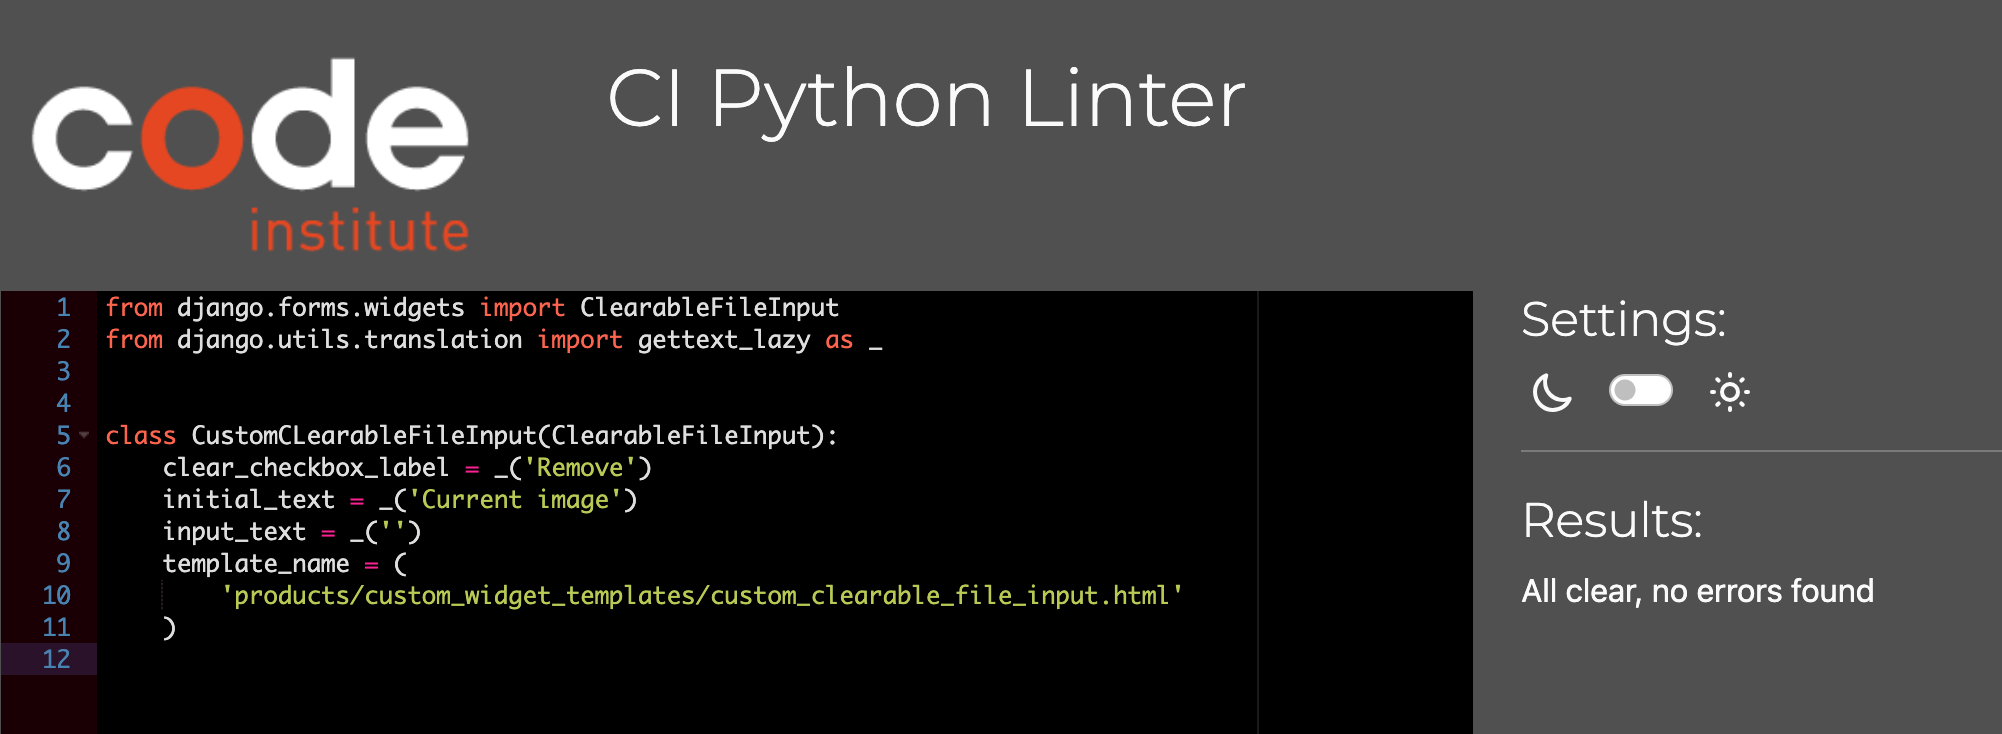 code
institute
CI Python Linter
1 from django.forms.widgets import ClearableFileInput
2 from django.utils.translation import gettext_lazy as _
3
4
5 class CustomCLearableFileInput(ClearableFileInput):
6     clear_checkbox_label = _('Remove')
7     initial_text = _('Current image')
8     input_text = _('')
9     template_name = (
10         'products/custom_widget_templates/custom_clearable_file_input.html'
11     )
12
Settings:
Results:
All clear, no errors found